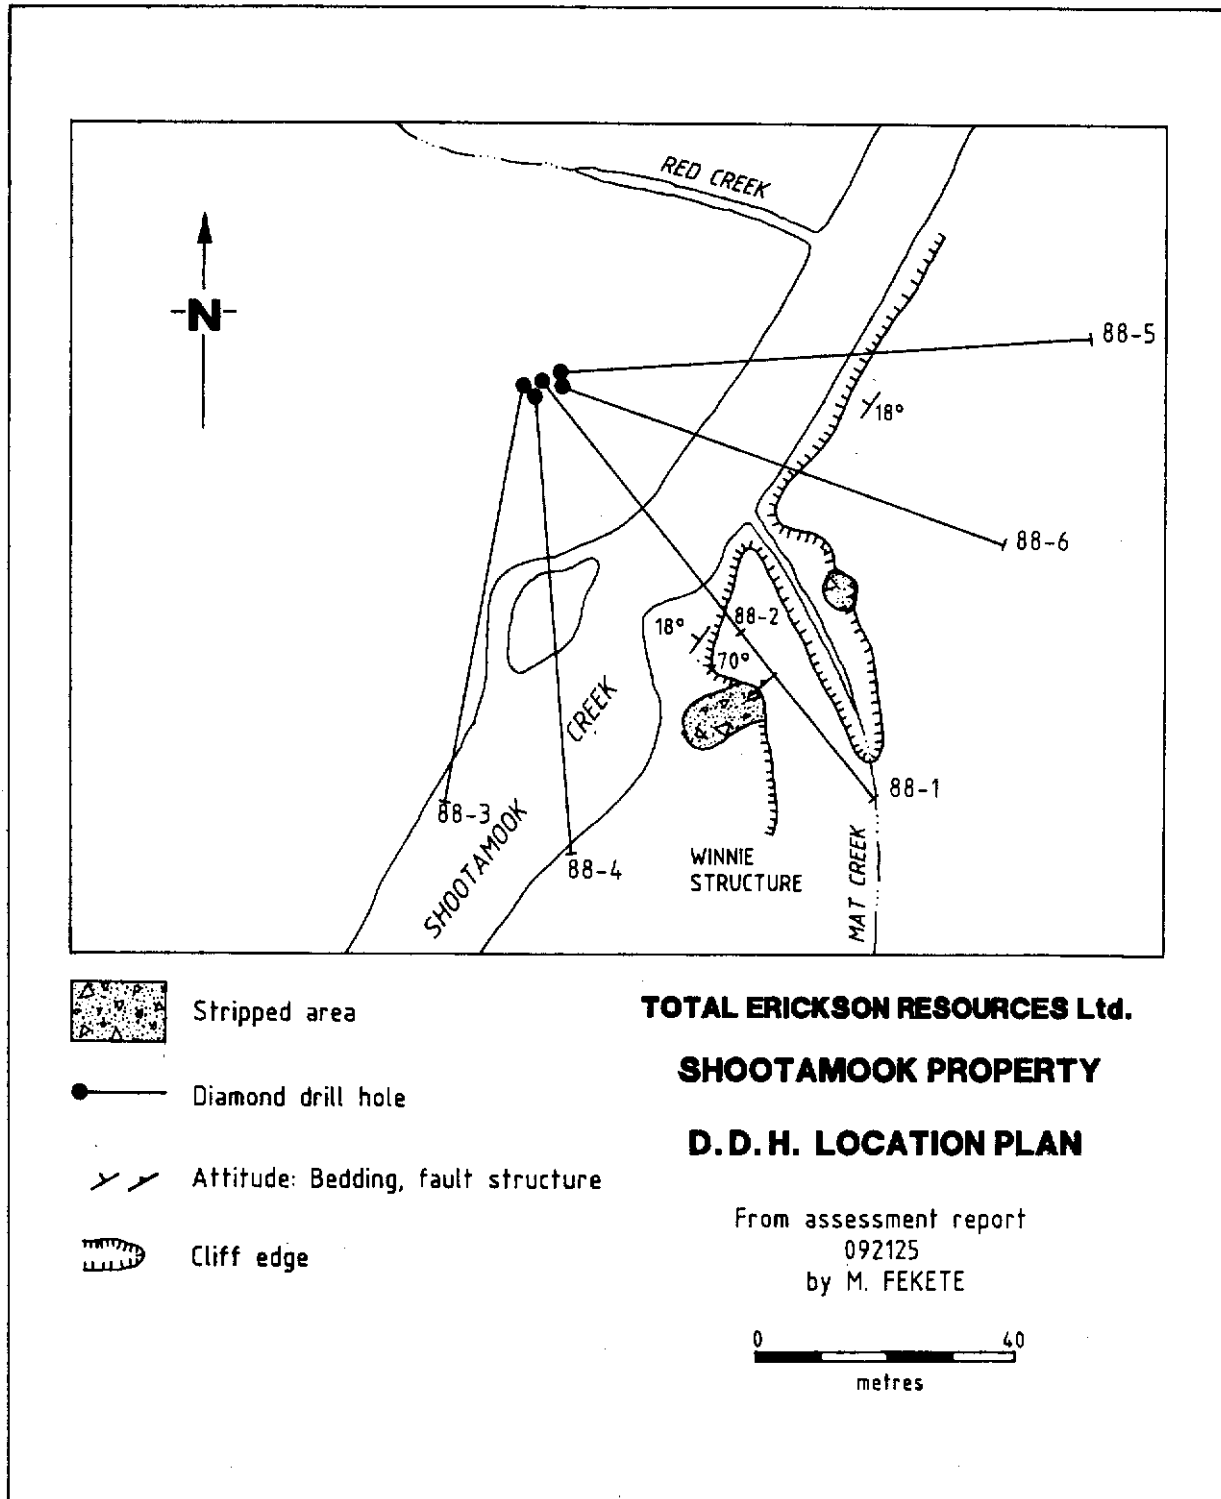 RED CREEK
-N-
88-5
18°
88-6
88-2
18°
70°
CREEK
88-1
88-3
SHOOTAMOOK
88-4
WINNIE
STRUCTURE
MAT CREEK
Stripped area
Diamond drill hole
Attitude: Bedding, fault structure
Cliff edge
TOTAL ERICKSON RESOURCES Ltd.
SHOOTAMOOK PROPERTY
D.D.H. LOCATION PLAN
From assessment report
092125
by M. FEKETE
0 40
metres